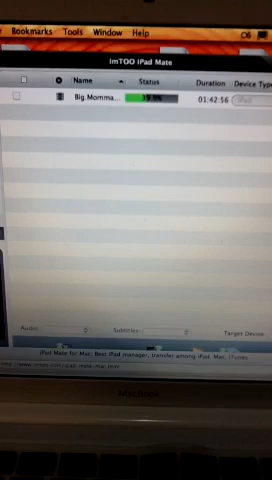 Bookmarks Tools Window Help
ImTOO iPad Mate
Name Status Duration Device Type
Big.Momma... 01:42:56 iPad
Audio: Subtitles: Target Device
iPad Mate for Mac, Best iPad manager, transfer among iPad, Mac, iTunes
MacBook